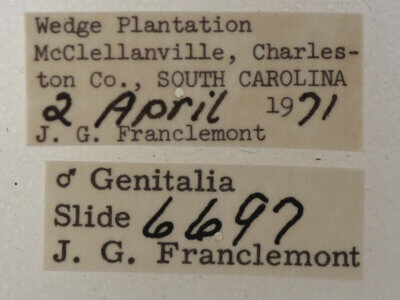 Wedge Plantation
McClellanville, Charles-
ton Co., SOUTH CAROLINA
2 April 1971
J. G. Franclemont
♂ Genitalia
Slide 6697
J. G. Franclemont